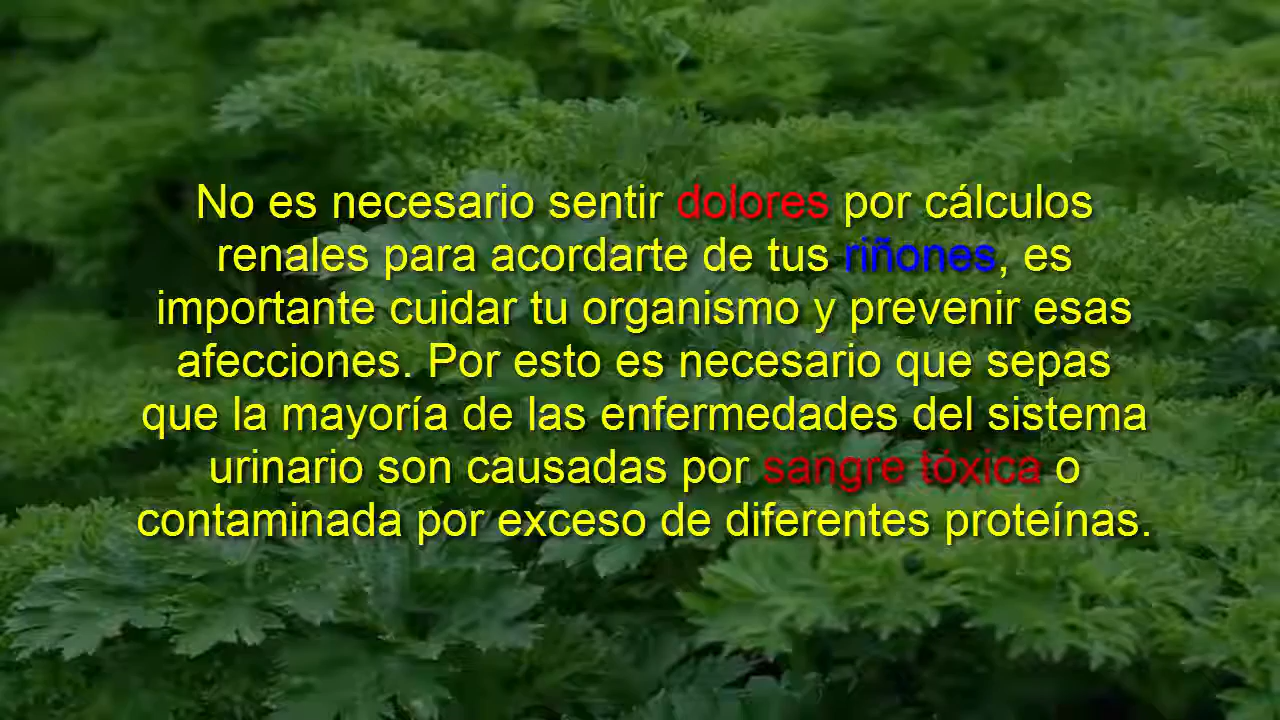 No es necesario sentir dolores por cálculos
renales para acordarte de tus riñones, es
importante cuidar tu organismo y prevenir esas
afecciones. Por esto es necesario que sepas
que la mayoría de las enfermedades del sistema
urinario son causadas por sangre tóxica o
contaminada por exceso de diferentes proteínas.